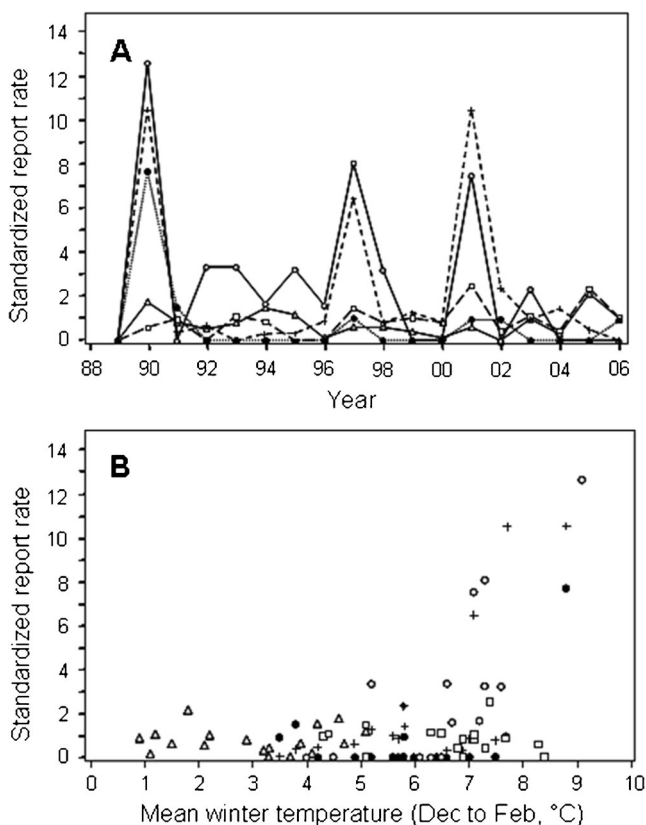 A
Standardized report rate
14
12
10
8
6
4
2
0
88 90 92 94 96 98 00 02 04 06
Year
B
Standardized report rate
14
12
10
8
6
4
2
0
0 1 2 3 4 5 6 7 8 9 10
Mean winter temperature (Dec to Feb, °C)